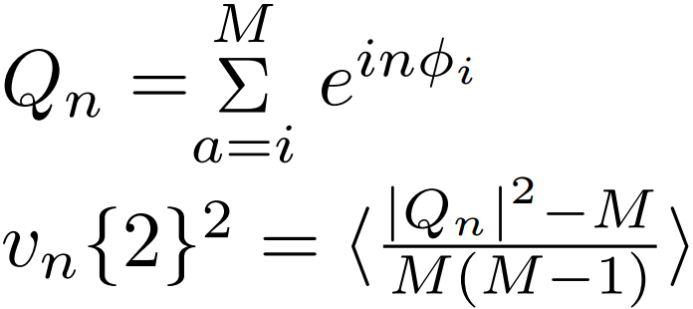 Q_n = \sum_{a=i}^{M} e^{in\phi_i}
v_n\{2\}^2 = \langle \frac{|Q_n|^2 - M}{M(M-1)} \rangle